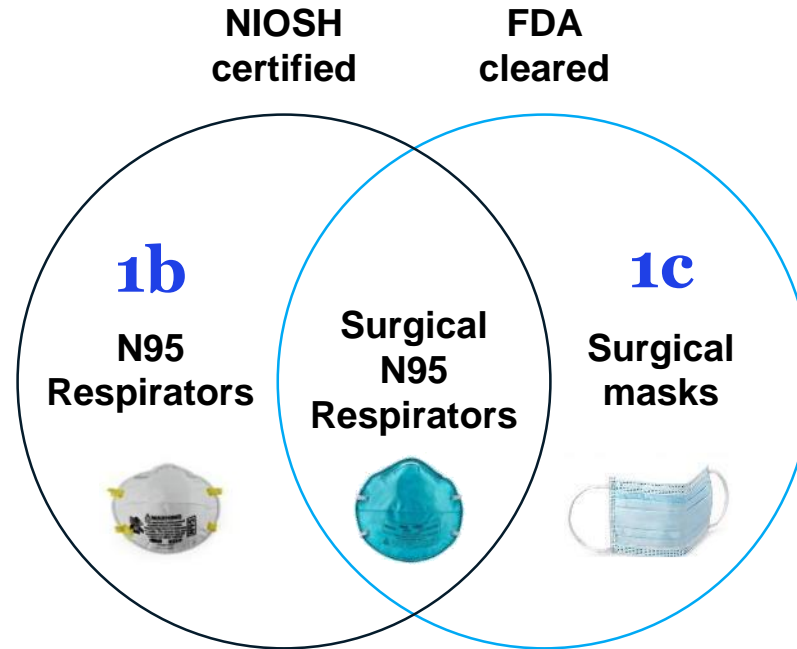 NIOSH
certified
FDA
cleared
1b
N95
Respirators
Surgical
N95
Respirators
1c
Surgical
masks